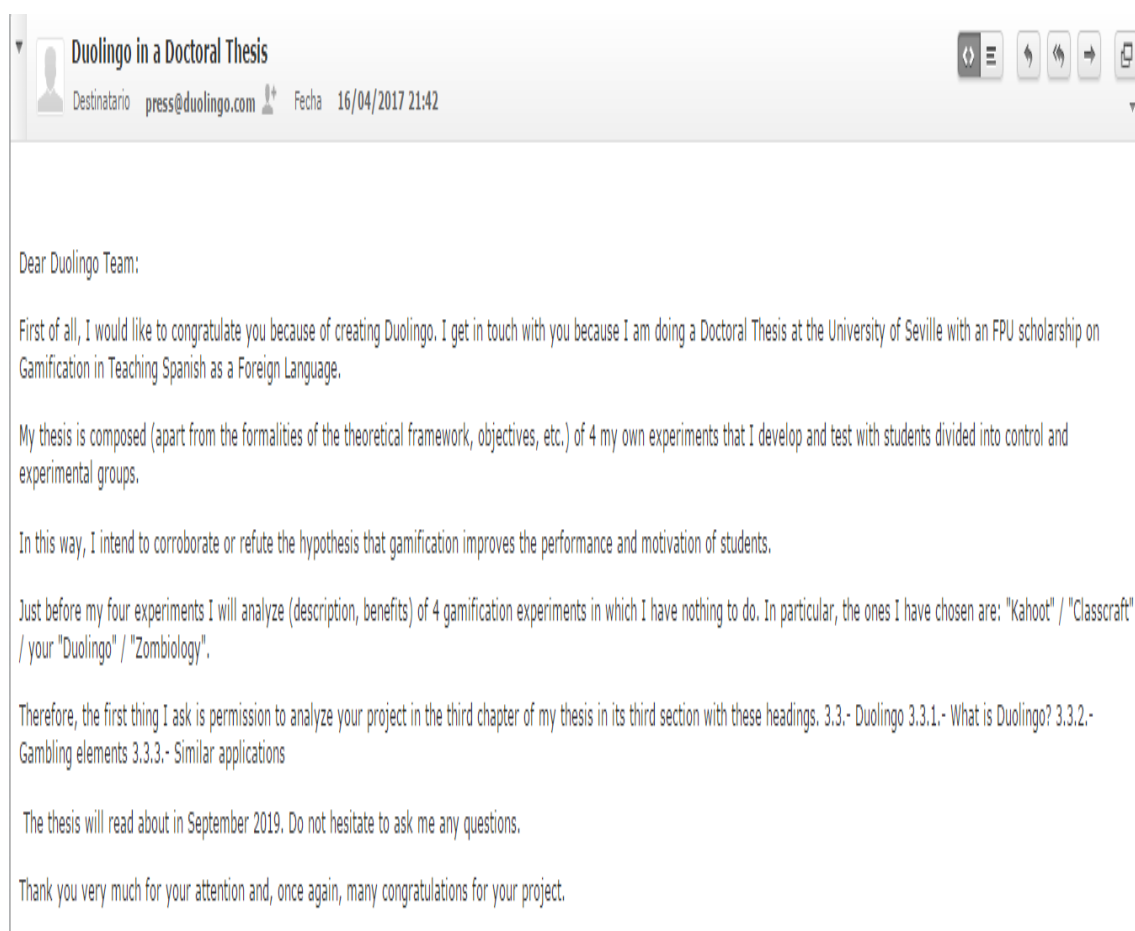 Duolingo in a Doctoral Thesis
Destinatario press@duolingo.com Fecha 16/04/2017 21:42
Dear Duolingo Team:
First of all, I would like to congratulate you because of creating Duolingo. I get in touch with you because I am doing a Doctoral Thesis at the University of Seville with an FPU scholarship on
Gamification in Teaching Spanish as a Foreign Language.
My thesis is composed (apart from the formalities of the theoretical framework, objectives, etc.) of 4 my own experiments that I develop and test with students divided into control and
experimental groups.
In this way, I intend to corroborate or refute the hypothesis that gamification improves the performance and motivation of students.
Just before my four experiments I will analyze (description, benefits) of 4 gamification experiments in which I have nothing to do. In particular, the ones I have chosen are: "Kahoot" / "Classcraft"
/ your "Duolingo" / "Zombiology".
Therefore, the first thing I ask is permission to analyze your project in the third chapter of my thesis in its third section with these headings. 3.3.- Duolingo 3.3.1.- What is Duolingo? 3.3.2.-
Gambling elements 3.3.3.- Similar applications
The thesis will read about in September 2019. Do not hesitate to ask me any questions.
Thank you very much for your attention and, once again, many congratulations for your project.